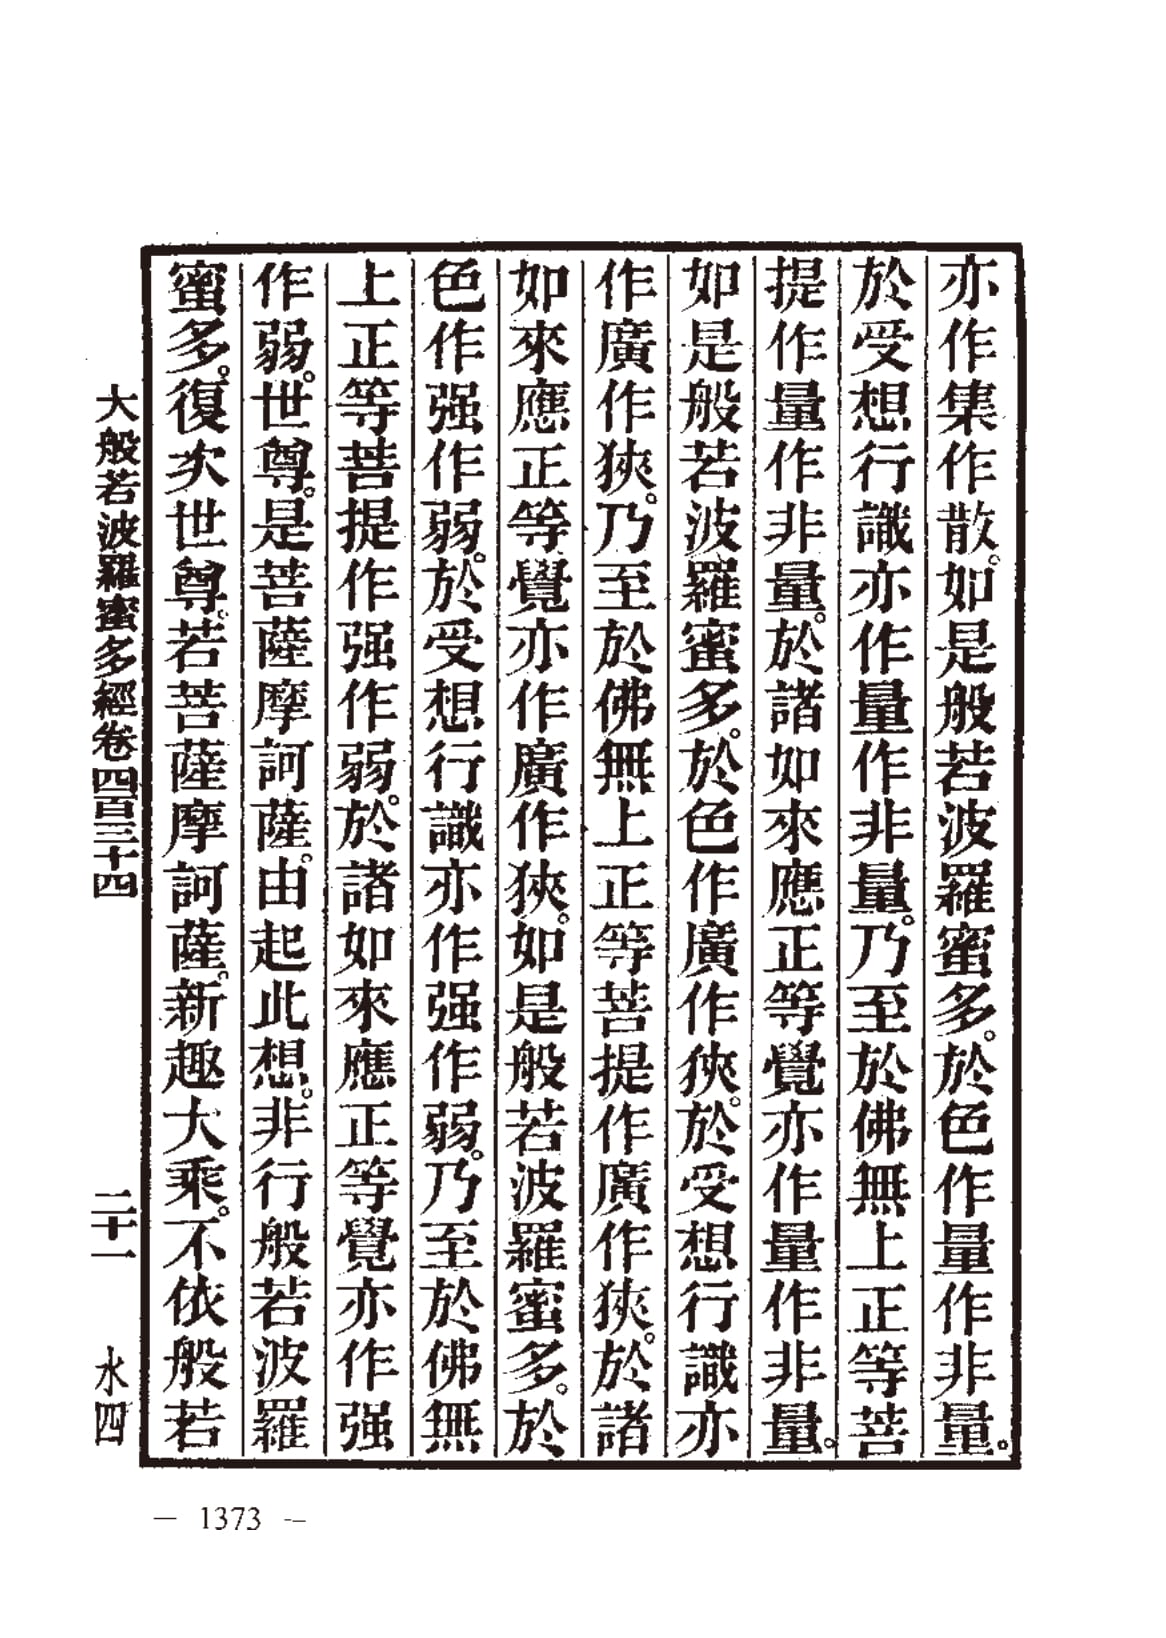 亦作集作散。如是般若波羅蜜多。於色作量作非量。
於受想行識亦作量作非量。乃至於佛無上正等菩
提作量作非量。於諸如來應正等覺亦作量作非量。
如是般若波羅蜜多。於色作廣作狹。於受想行識亦
作廣作狹。乃至於佛無上正等菩提作廣作狹。於諸
如來應正等覺亦作廣作狹。如是般若波羅蜜多。於
色作强作弱。於受想行識亦作强作弱。乃至於佛無
上正等菩提作强作弱。於諸如來應正等覺亦作强
作弱。世尊。是菩薩摩訶薩。由起此想。非行般若波羅
蜜多。復次世尊。若菩薩摩訶薩。新趣大乘。不依般若
大般若波羅蜜多經卷四百三十四 二十一 水四
— 1373 —